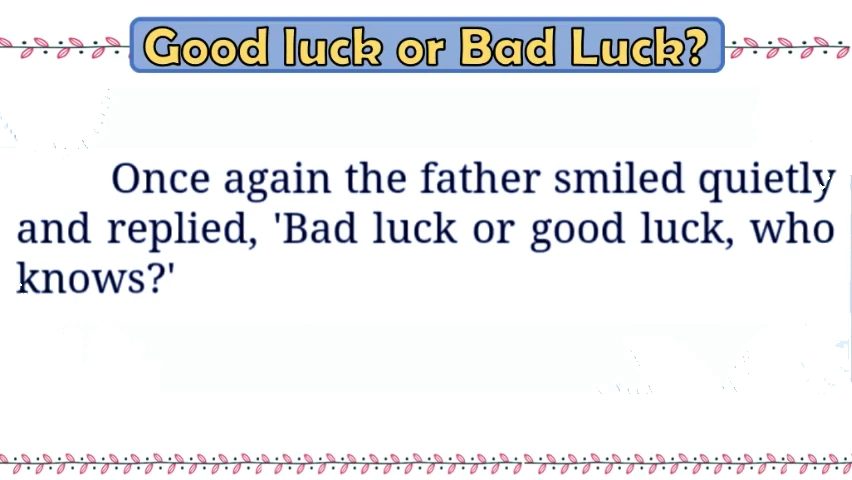 Good luck or Bad Luck?
Once again the father smiled quietly
and replied, 'Bad luck or good luck, who
knows?'